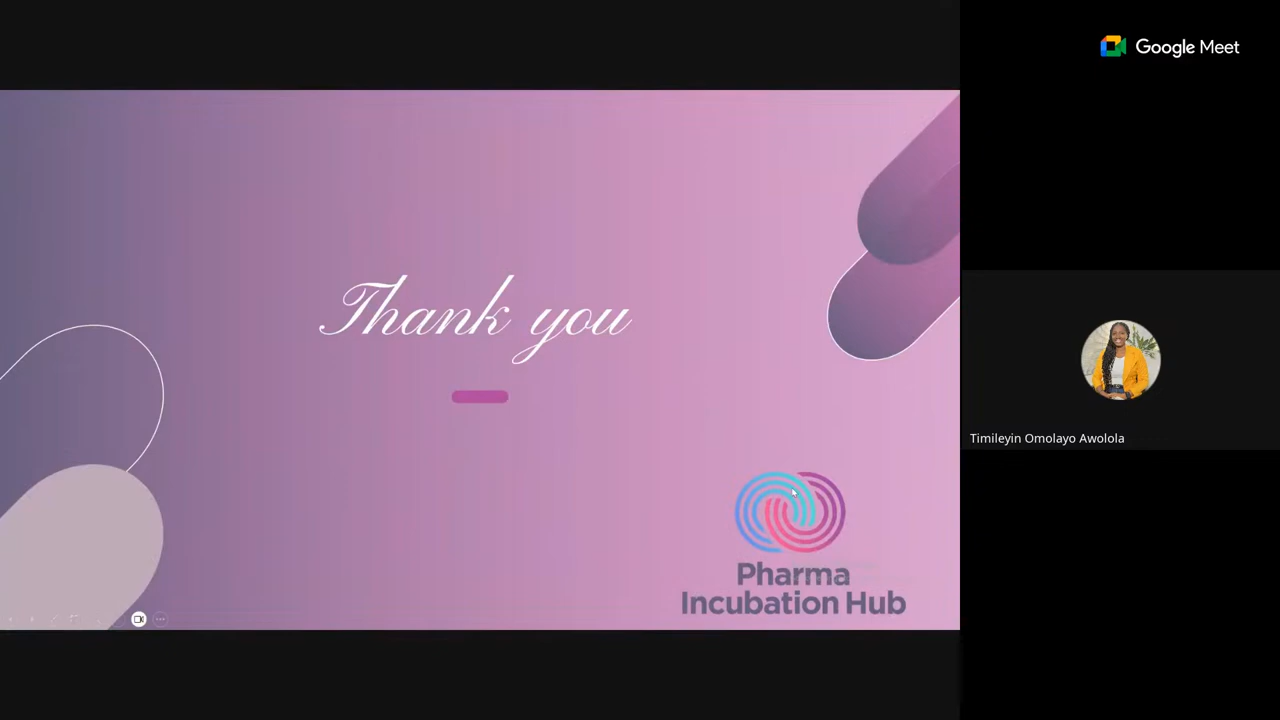 Google Meet
Thank you
Timileyin Omolayo Awolola
Pharma
Incubation Hub